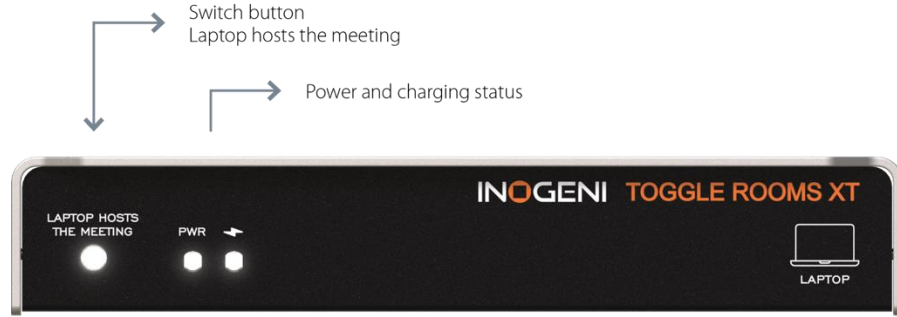 Switch button
Laptop hosts the meeting
Power and charging status
INOGENI TOGGLE ROOMS XT
LAPTOP HOSTS
THE MEETING
PWR
LAPTOP